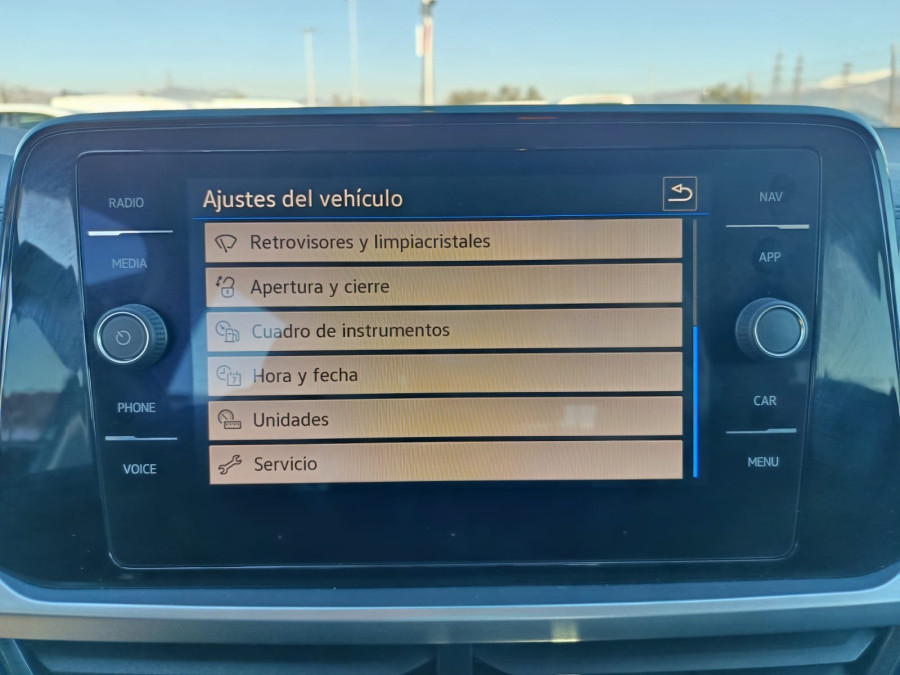 RADIO
MEDIA
PHONE
VOICE
Ajustes del vehículo
Retrovisores y limpiacristales
Apertura y cierre
Cuadro de instrumentos
Hora y fecha
7
Unidades
Servicio
NAV
APP
CAR
MENU